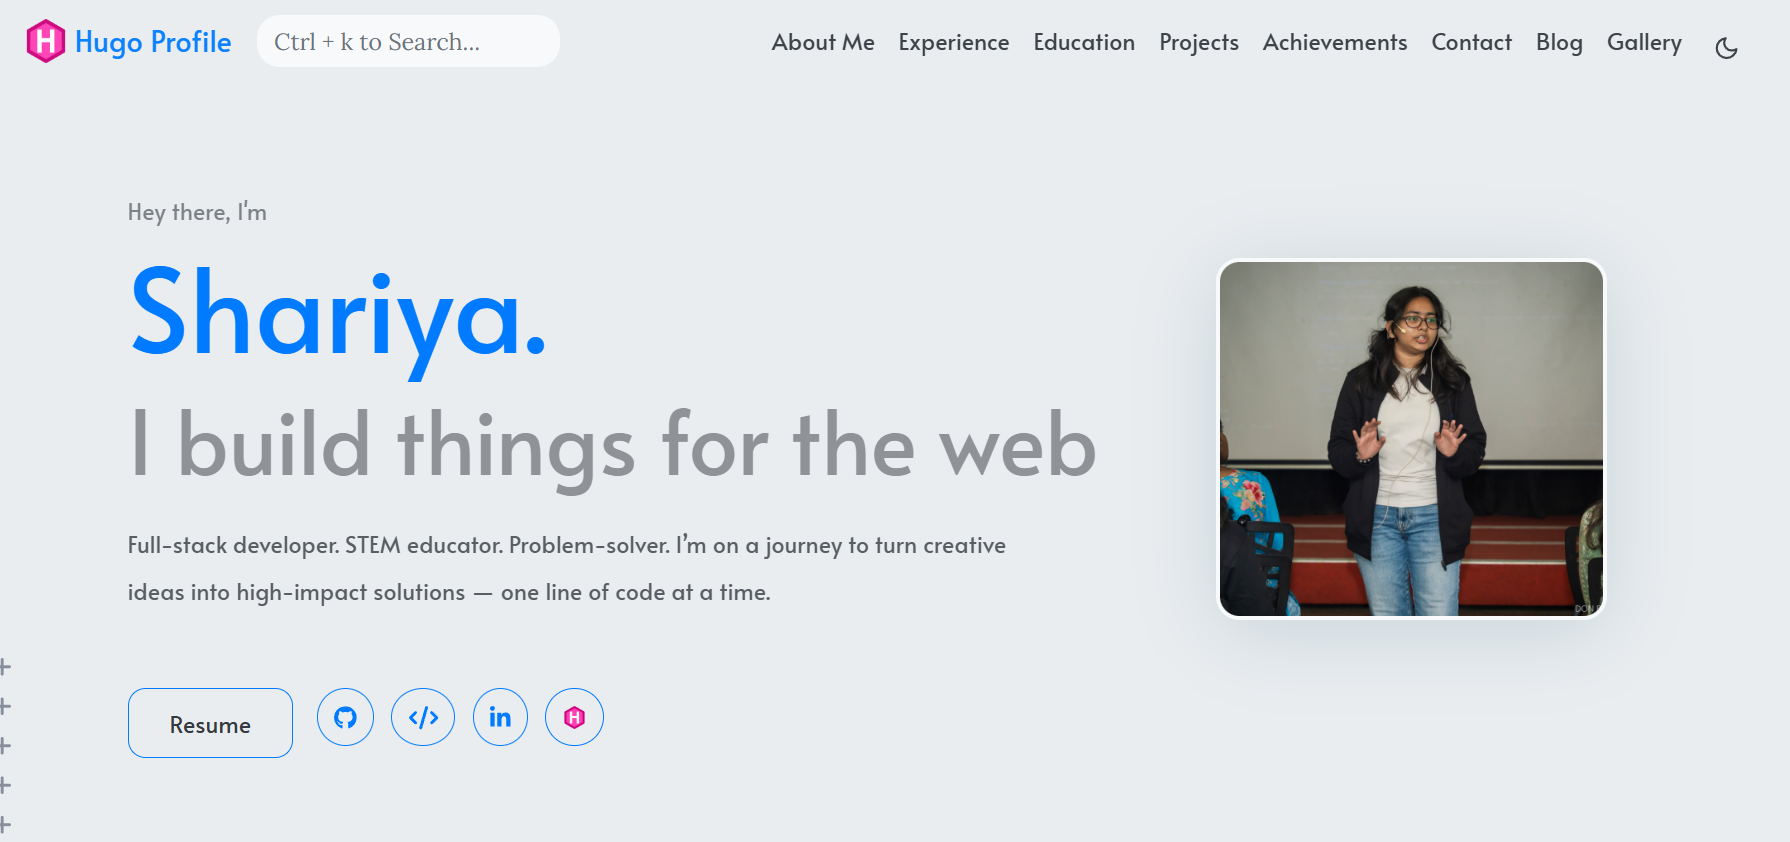 Hugo Profile
Ctrl + k to Search...
About Me Experience Education Projects Achievements Contact Blog Gallery
Hey there, I'm
Shariya.
I build things for the web
Full-stack developer. STEM educator. Problem-solver. I’m on a journey to turn creative
ideas into high-impact solutions — one line of code at a time.
DON
Resume